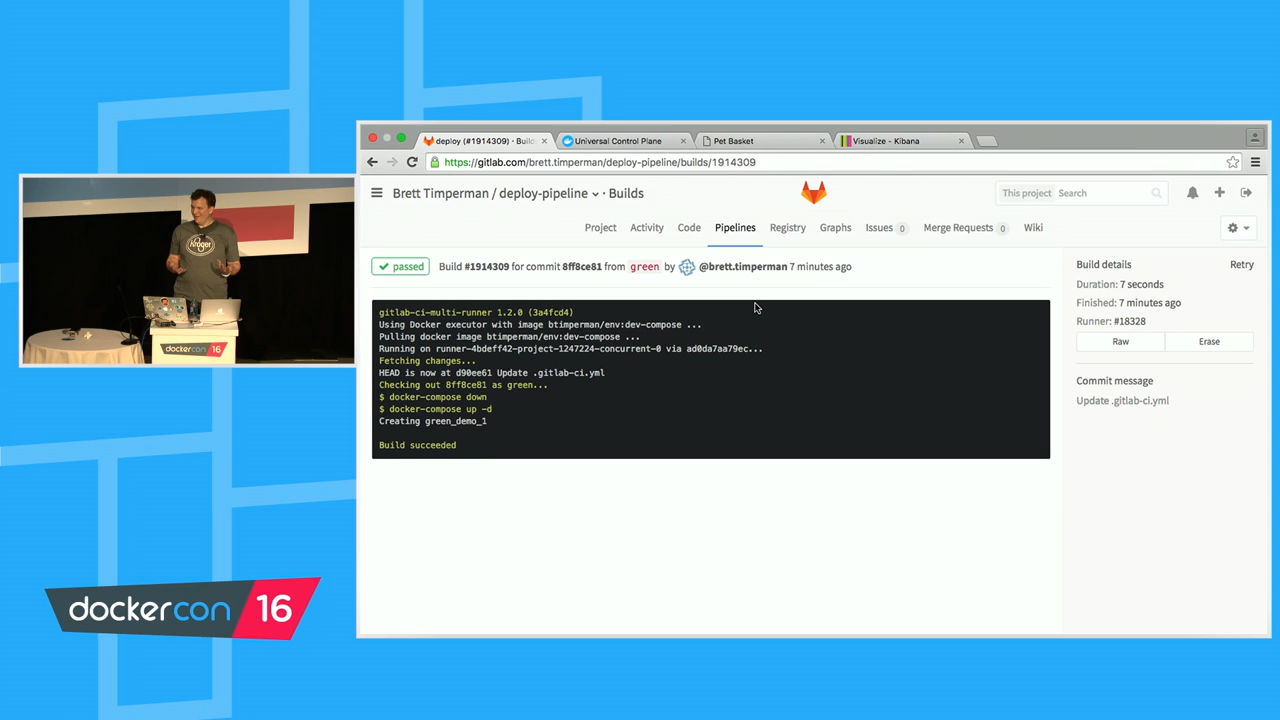 deploy (#1914309) · Build
Universal Control Plane
Pet Basket
Visualize - Kibana
https://gitlab.com/brett.timperman/deploy-pipeline/builds/1914309
Brett Timperman / deploy-pipeline · Builds
This project Search
Project Activity Code Pipelines Registry Graphs Issues 0 Merge Requests 0 Wiki
passed Build #1914309 for commit 8ff8ce81 from green by @brett.timperman 7 minutes ago
gitlab-ci-multi-runner 1.2.0 (3a4fcd4)
Using Docker executor with image btimperman/env:dev-compose ...
Pulling docker image btimperman/env:dev-compose ...
Running on runner-4bdeff42-project-1247224-concurrent-0 via ad0da7aa79ec...
Fetching changes...
HEAD is now at d90ee61 Update .gitlab-ci.yml
Checking out 8ff8ce81 as green...
$ docker-compose down
$ docker-compose up -d
Creating green_demo_1
Build succeeded
Build details Retry
Duration: 7 seconds
Finished: 7 minutes ago
Runner: #18328
Raw Erase
Commit message
Update .gitlab-ci.yml
Kroger
dockercon 16
dockercon 16